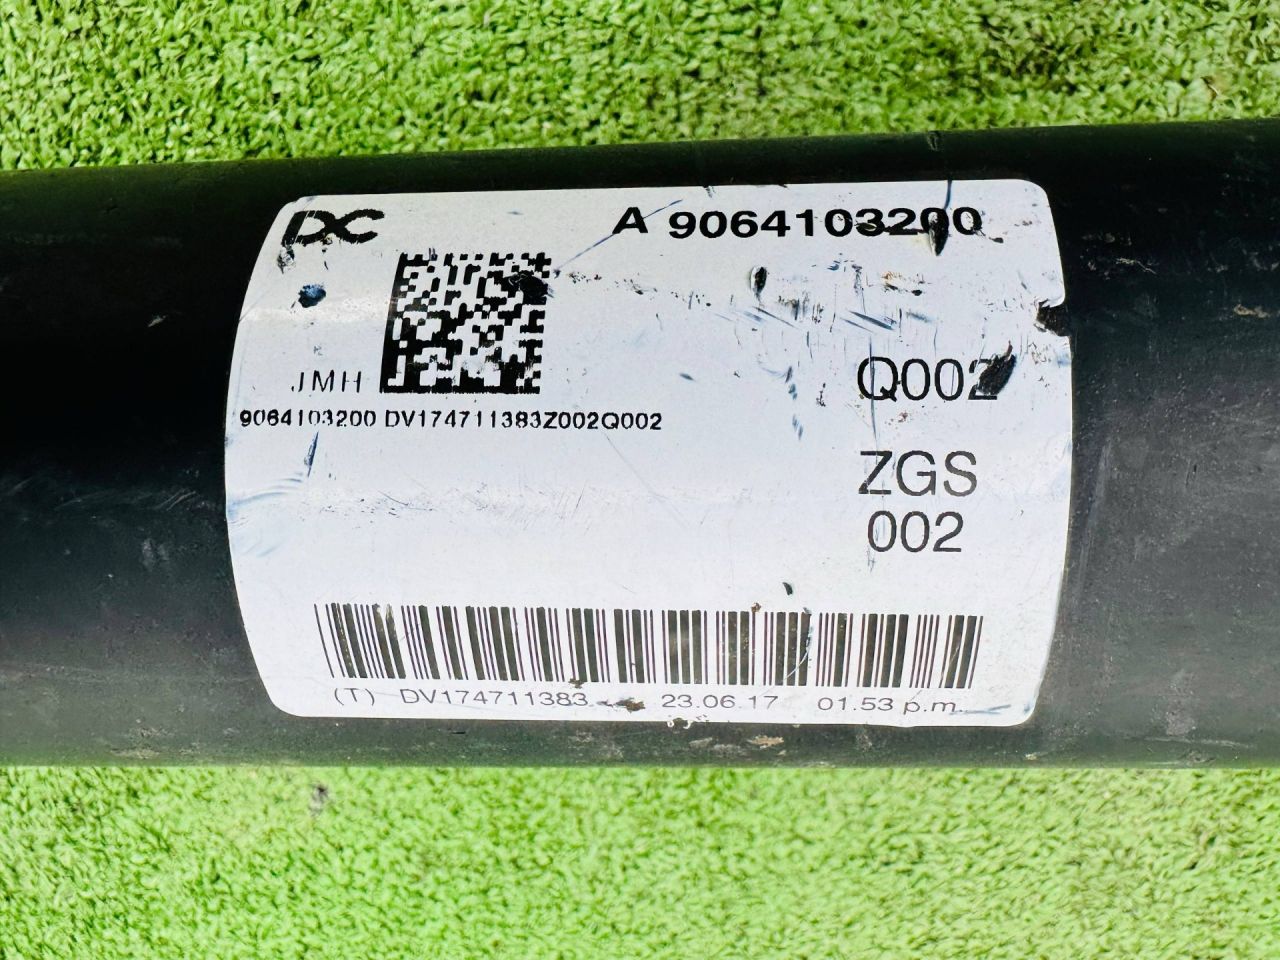 DC
A 9064103200
JMH
9064103200 DV174711383Z002Q002
Q002
ZGS
002
(T) DV174711383 23.06.17 01.53 p.m.